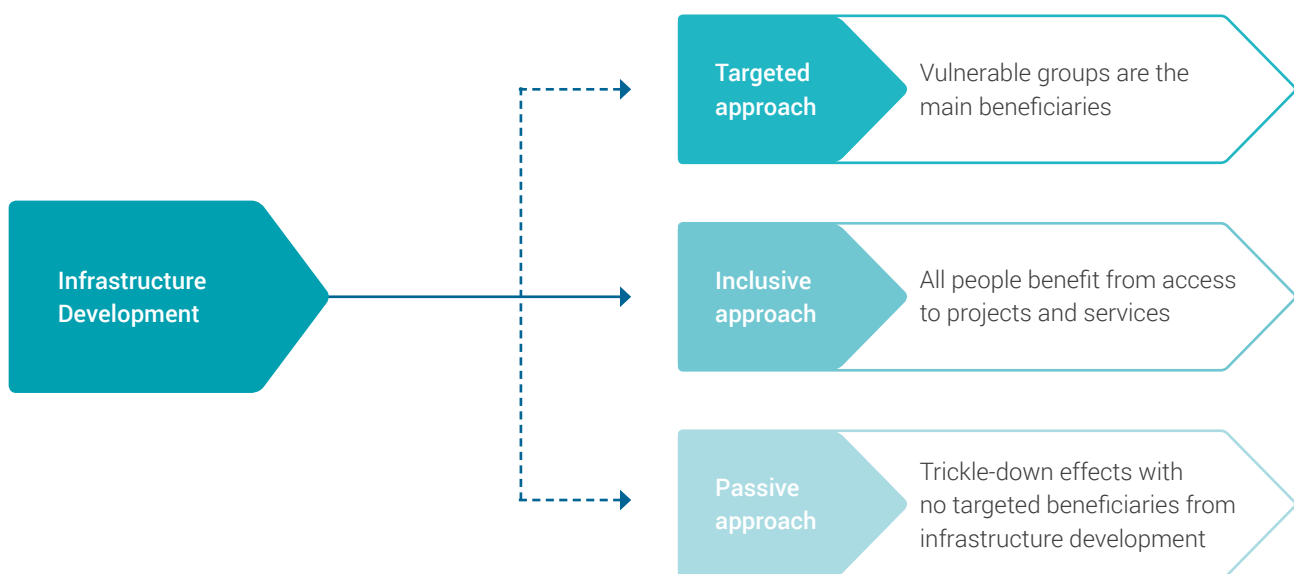 Infrastructure
Development
Targeted
approach
Vulnerable groups are the
main beneficiaries
Inclusive
approach
All people benefit from access
to projects and services
Passive
approach
Trickle-down effects with
no targeted beneficiaries from
infrastructure development